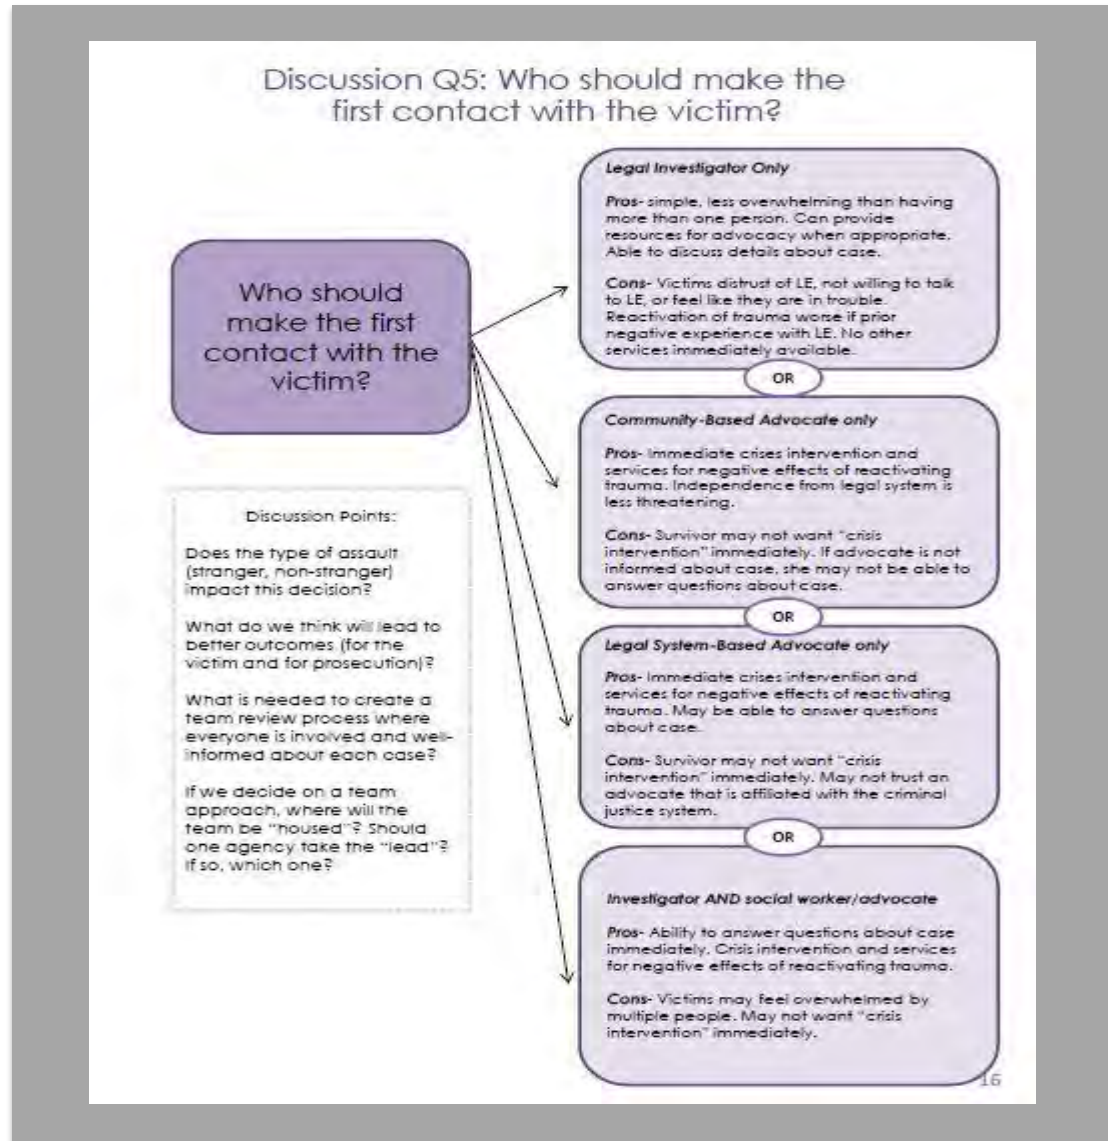 Discussion Q5: Who should make the
first contact with the victim?
Who should
make the first
contact with the
victim?
Discussion Points:
Does the type of assault
(stranger, non-stranger)
impact this decision?
What do we think will lead to
better outcomes (for the
victim and for prosecution)?
What is needed to create a
team review process where
everyone is involved and well-
informed about each case?
If we decide on a team
approach, where will the
team be “housed”? Should
one agency take the “lead”?
If so, which one?
Legal Investigator Only
Pros- simple, less overwhelming than having
more than one person. Can provide
resources for advocacy when appropriate.
Able to discuss details about case.
Cons- Victims distrust of LE, not willing to talk
to LE, or feel like they are in trouble.
Reactivation of trauma worse if prior
negative experience with LE. No other
services immediately available.
OR
Community-Based Advocate only
Pros- Immediate crises intervention and
services for negative effects of reactivating
trauma. Independence from legal system is
less threatening.
Cons- Survivor may not want “crisis
intervention” immediately. If advocate is not
informed about case, she may not be able to
answer questions about case.
OR
Legal System-Based Advocate only
Pros- Immediate crises intervention and
services for negative effects of reactivating
trauma. May be able to answer questions
about case.
Cons- Survivor may not want “crisis
intervention” immediately. May not trust an
advocate that is affiliated with the criminal
justice system.
OR
Investigator AND social worker/advocate
Pros- Ability to answer questions about case
immediately. Crisis intervention and services
for negative effects of reactivating trauma.
Cons- Victims may feel overwhelmed by
multiple people. May not want “crisis
intervention” immediately.
16